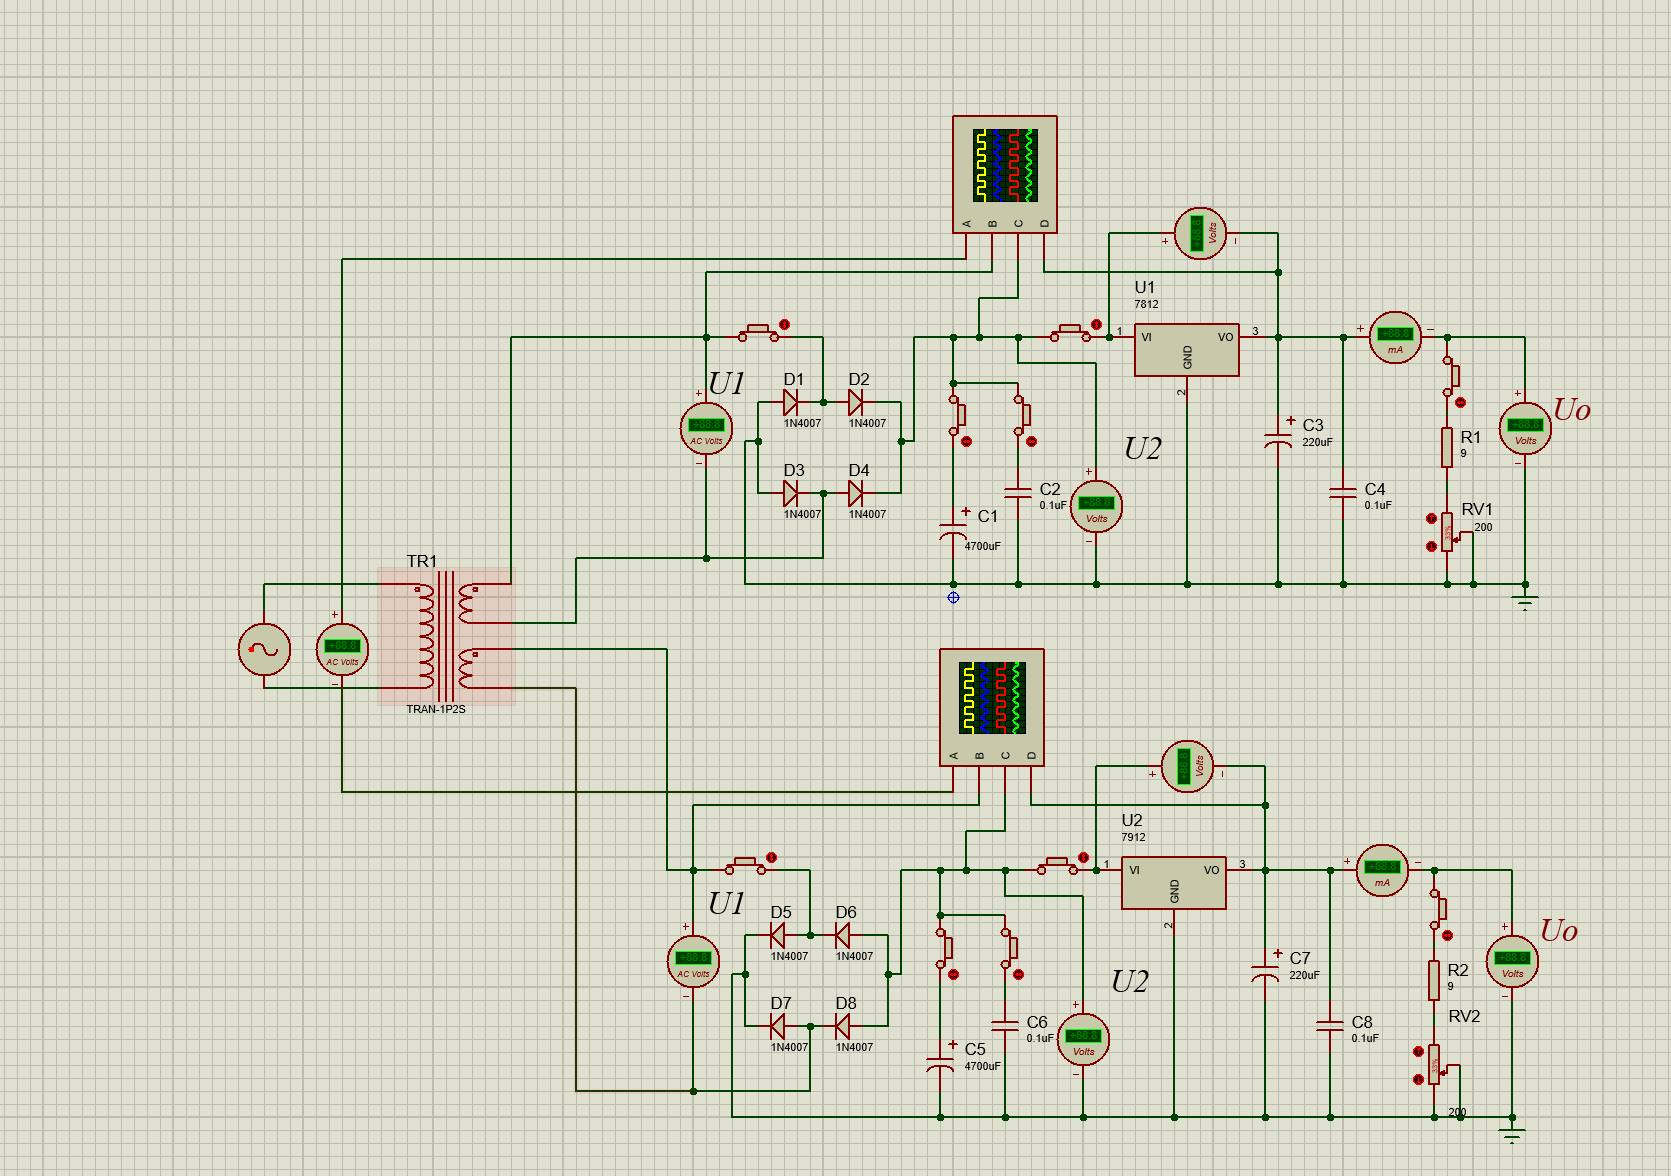 A B C D
+ Volts −
U1
7812
1 VI VO 3
GND
2
+ −
mA
U1
+
AC Volts
−
D1 D2
1N4007 1N4007
D3 D4
1N4007 1N4007
C1
+
4700uF
C2
0.1uF
U2
+
Volts
−
C3
+
220uF
C4
0.1uF
R1
9
RV1
200
33%
Uo
+
Volts
−
TR1
TRAN-1P2S
+
AC Volts
−
A B C D
+ Volts −
U2
7912
1 VI VO 3
GND
2
+ −
mA
U1
+
AC Volts
−
D5 D6
1N4007 1N4007
D7 D8
1N4007 1N4007
C5
+
4700uF
C6
0.1uF
U2
+
Volts
−
C7
+
220uF
C8
0.1uF
R2
9
RV2
33%
200
Uo
+
Volts
−